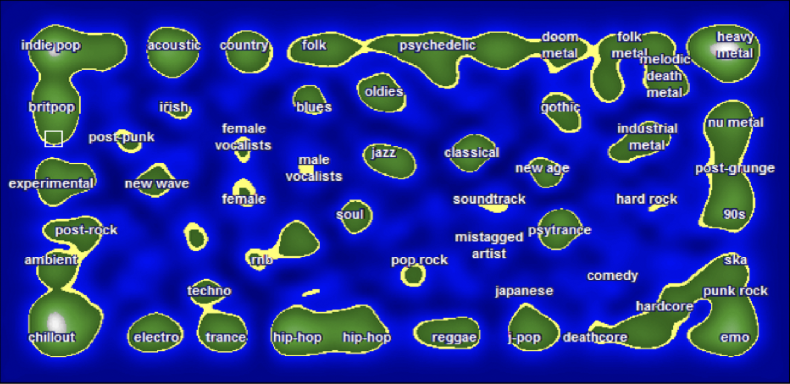 indie pop
acoustic
country
folk
psychedelic
doom
metal
folk
metal
heavy
metal
melodic
death
metal
britpop
irish
blues
oldies
gothic
nu metal
post-punk
female
vocalists
industrial
metal
male
vocalists
jazz
classical
new age
post-grunge
experimental
new wave
female
soundtrack
hard rock
soul
90s
post-rock
psytrance
mistagged
artist
ambient
rnb
pop rock
comedy
ska
techno
japanese
punk rock
hardcore
chillout
electro
trance
hip-hop
hip-hop
reggae
j-pop
deathcore
emo